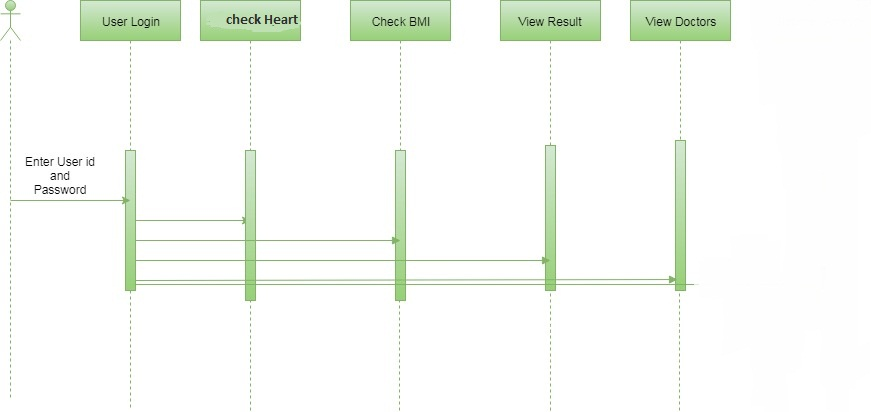 User Login
check Heart
Check BMI
View Result
View Doctors
Enter User id
and
Password